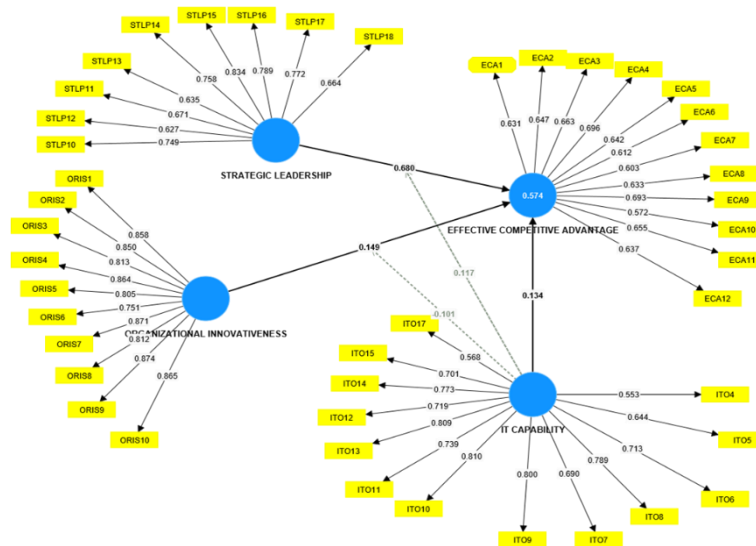 STLP14
STLP15
STLP16
STLP17
STLP18
STLP13
STLP11
STLP12
STLP10
0.758
0.834
0.789
0.772
0.664
0.635
0.671
0.627
0.749
STRATEGIC LEADERSHIP
ECA1
ECA2
ECA3
ECA4
ECA5
ECA6
ECA7
ECA8
ECA9
ECA10
ECA11
ECA12
0.631
0.647
0.663
0.696
0.642
0.612
0.603
0.633
0.693
0.572
0.655
0.637
0.574
EFFECTIVE COMPETITIVE ADVANTAGE
0.680
0.149
0.117
0.134
ORIS1
ORIS2
ORIS3
ORIS4
ORIS5
ORIS6
ORIS7
ORIS8
ORIS9
ORIS10
0.858
0.850
0.813
0.864
0.805
0.751
0.871
0.812
0.874
0.865
ORGANIZATIONAL INNOVATIVENESS
ITO17
ITO15
ITO14
ITO12
ITO13
ITO11
ITO10
ITO9
ITO7
ITO8
ITO6
ITO5
ITO4
0.568
0.701
0.773
0.719
0.809
0.739
0.810
0.800
0.690
0.789
0.713
0.644
0.553
IT CAPABILITY